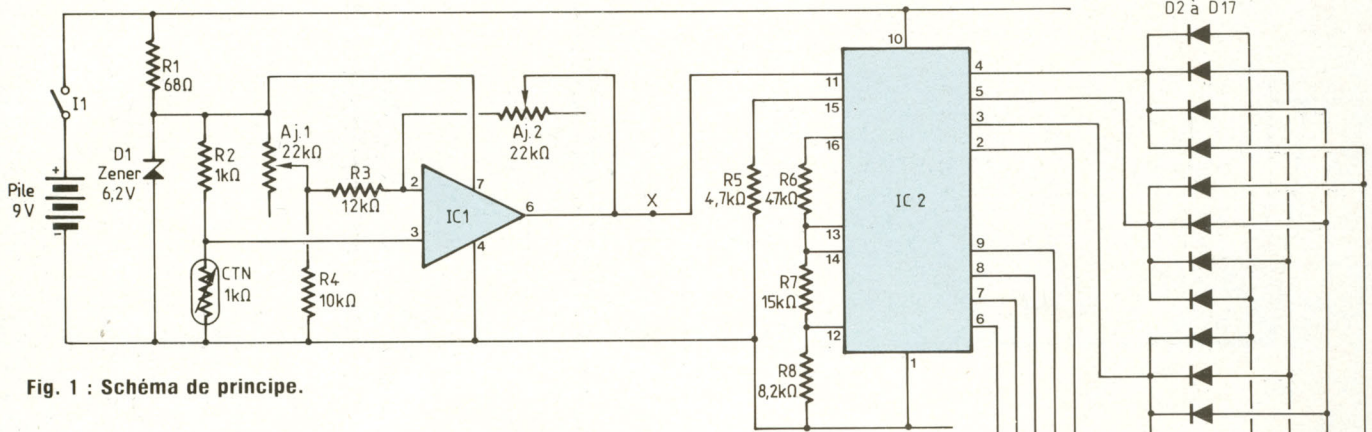 D2 à D17
I1
Pile
9V
+
-
R1
68Ω
D1
Zener
6,2V
R2
1kΩ
CTN
1kΩ
Aj.1
22kΩ
R3
12kΩ
R4
10kΩ
Aj.2
22kΩ
2
3
7
4
6
IC1
X
R5
4,7kΩ
R6
47kΩ
R7
15kΩ
R8
8,2kΩ
10
11
15
16
13
14
12
1
IC 2
4
5
3
2
9
8
7
6
Fig. 1 : Schéma de principe.